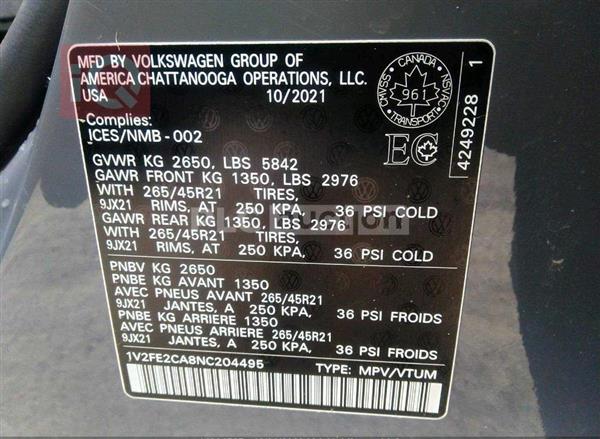 MFD BY VOLKSWAGEN GROUP OF
AMERICA CHATTANOOGA OPERATIONS, LLC.
USA 10/2021
Complies:
ICES/NMB-002
GVWR KG 2650, LBS 5842
GAWR FRONT KG 1350, LBS 2976
WITH 265/45R21 TIRES,
9JX21 RIMS, AT 250 KPA, 36 PSI COLD
GAWR REAR KG 1350, LBS 2976
WITH 265/45R21 TIRES,
9JX21 RIMS, AT 250 KPA, 36 PSI COLD
PNBV KG 2650
PNBE KG AVANT 1350
AVEC PNEUS AVANT 265/45R21
9JX21 JANTES, A 250 KPA, 36 PSI FROIDS
PNBE KG ARRIERE 1350
AVEC PNEUS ARRIERE 265/45R21
9JX21 JANTES, A 250 KPA, 36 PSI FROIDS
1V2FE2CA8NC204495 TYPE: MPV/VTUM
CANADA
CMVSS NSVAC
961
TRANSPORT
EC
4249228 1